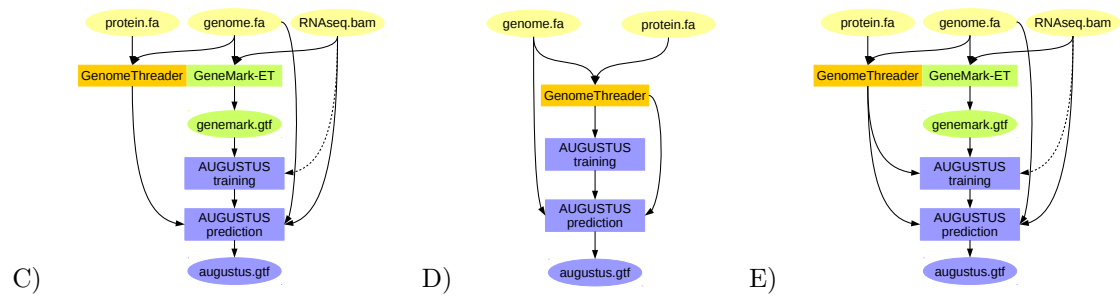 protein.fa
genome.fa
RNAseq.bam
GenomeThreader
GeneMark-ET
genemark.gtf
AUGUSTUS
training
AUGUSTUS
prediction
augustus.gtf
C)
genome.fa
protein.fa
GenomeThreader
AUGUSTUS
training
AUGUSTUS
prediction
augustus.gtf
D)
protein.fa
genome.fa
RNAseq.bam
GenomeThreader
GeneMark-ET
genemark.gtf
AUGUSTUS
training
AUGUSTUS
prediction
augustus.gtf
E)